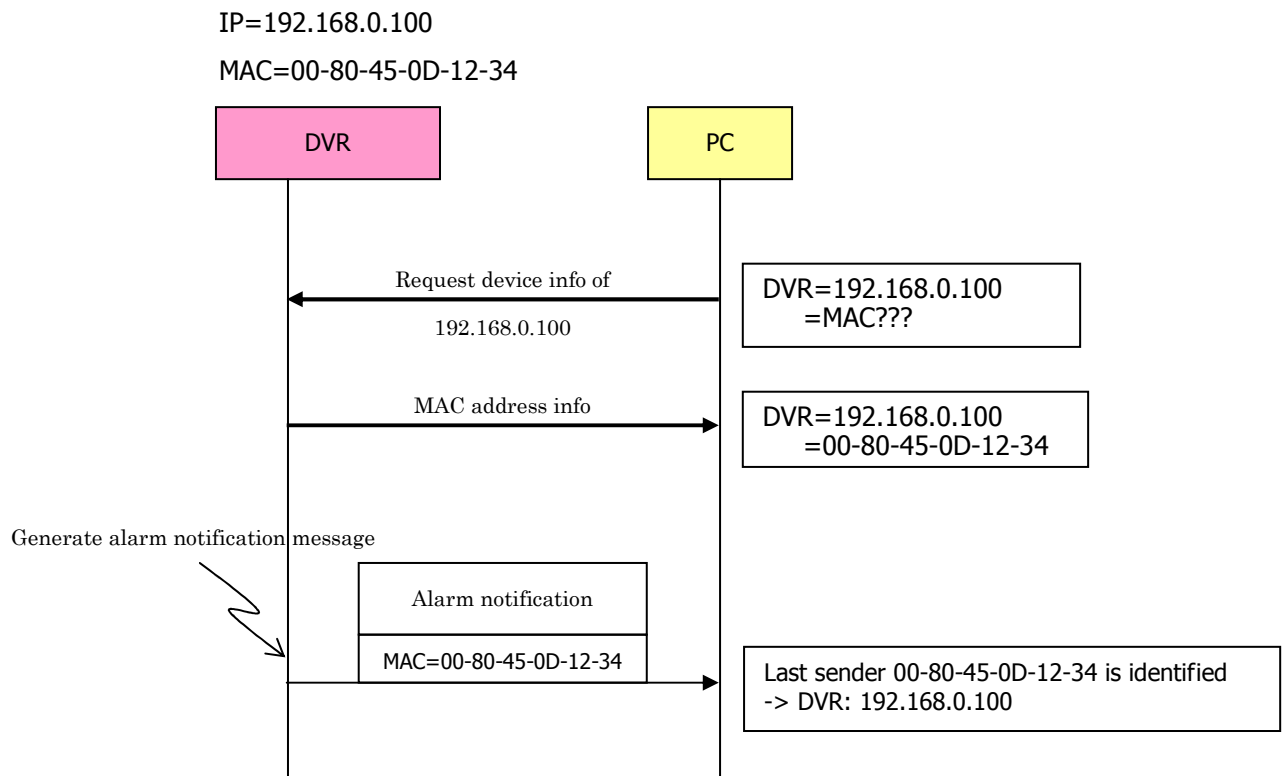 IP=192.168.0.100
MAC=00-80-45-0D-12-34
DVR
PC
Request device info of
192.168.0.100
DVR=192.168.0.100
=MAC???
MAC address info
DVR=192.168.0.100
=00-80-45-0D-12-34
Generate alarm notification message
Alarm notification
MAC=00-80-45-0D-12-34
Last sender 00-80-45-0D-12-34 is identified
-> DVR: 192.168.0.100